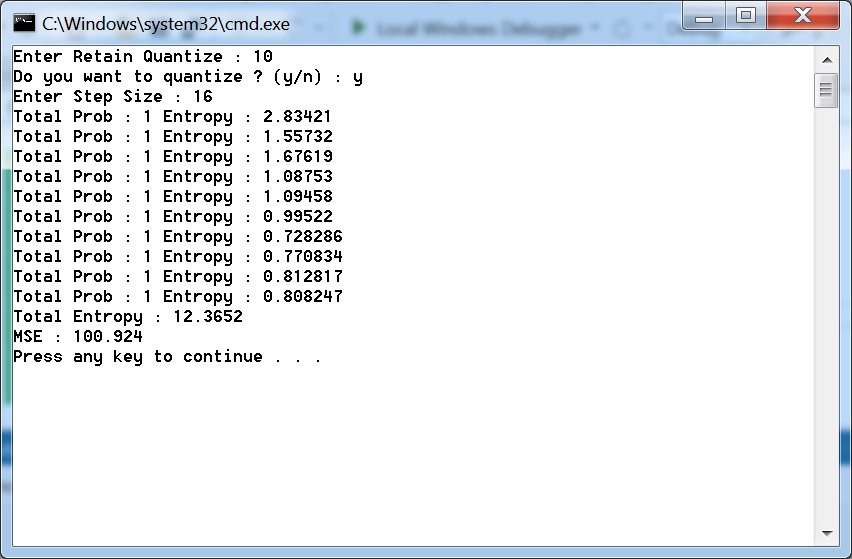 C:\Windows\system32\cmd.exe
Local Windows Debugger
Enter Retain Quantize : 10
Do you want to quantize ? (y/n) : y
Enter Step Size : 16
Total Prob : 1 Entropy : 2.83421
Total Prob : 1 Entropy : 1.55732
Total Prob : 1 Entropy : 1.67619
Total Prob : 1 Entropy : 1.08753
Total Prob : 1 Entropy : 1.09458
Total Prob : 1 Entropy : 0.99522
Total Prob : 1 Entropy : 0.728286
Total Prob : 1 Entropy : 0.770834
Total Prob : 1 Entropy : 0.812817
Total Prob : 1 Entropy : 0.808247
Total Entropy : 12.3652
MSE : 100.924
Press any key to continue . . .